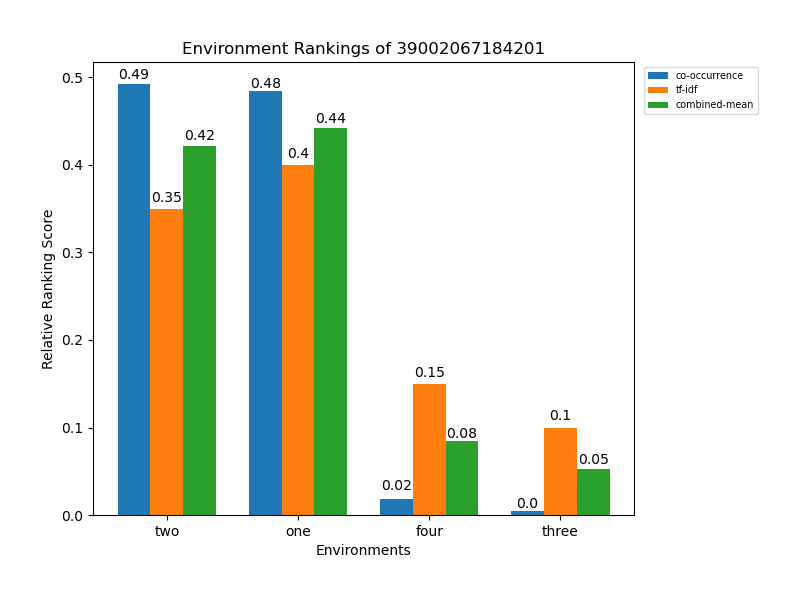 Environment Rankings of 39002067184201
co-occurrence
tf-idf
combined-mean
Relative Ranking Score
0.5
0.4
0.3
0.2
0.1
0.0
0.49
0.35
0.42
0.48
0.4
0.44
0.02
0.15
0.08
0.0
0.1
0.05
two
one
four
three
Environments